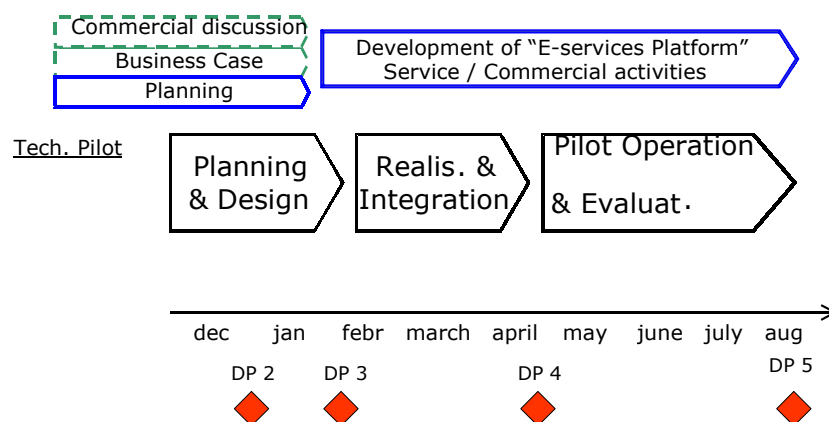 Commercial discussion
Business Case
Planning
Development of “E-services Platform”
Service / Commercial activities
Tech. Pilot
Planning
& Design
Realis. &
Integration
Pilot Operation
& Evaluat.
dec jan febr march april may june july aug
DP 2 DP 3 DP 4 DP 5